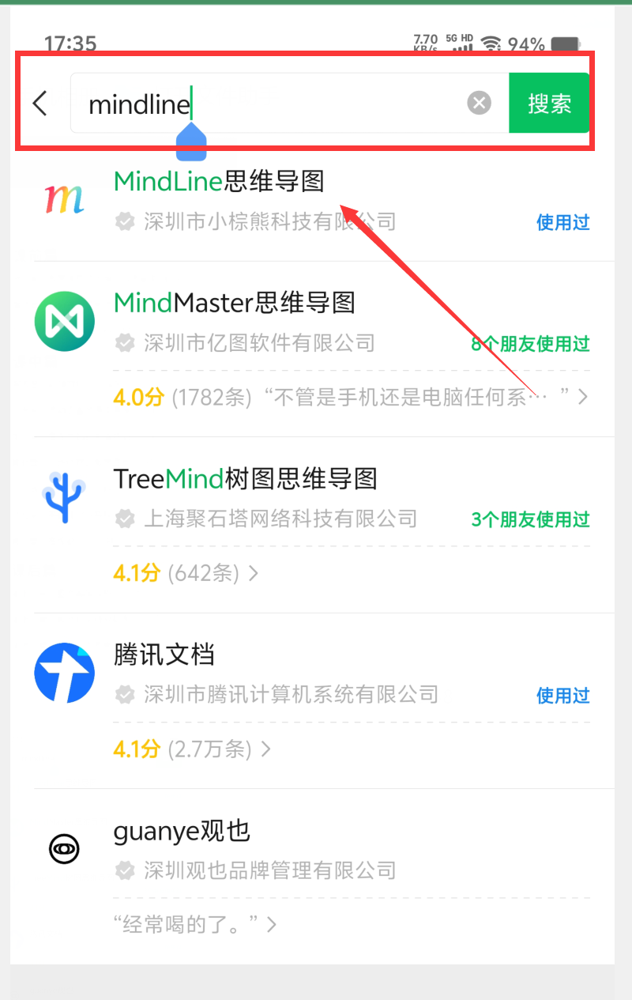 17:35
7.70 KB/s 5G HD 94%
mindline
搜索
MindLine思维导图
深圳市小棕熊科技有限公司
使用过
MindMaster思维导图
深圳市亿图软件有限公司
8个朋友使用过
4.0分 (1782条) “不管是手机还是电脑任何系… ”
TreeMind树图思维导图
上海聚石塔网络科技有限公司
3个朋友使用过
4.1分 (642条)
腾讯文档
深圳市腾讯计算机系统有限公司
使用过
4.1分 (2.7万条)
guanye观也
深圳观也品牌管理有限公司
“经常喝的了。”